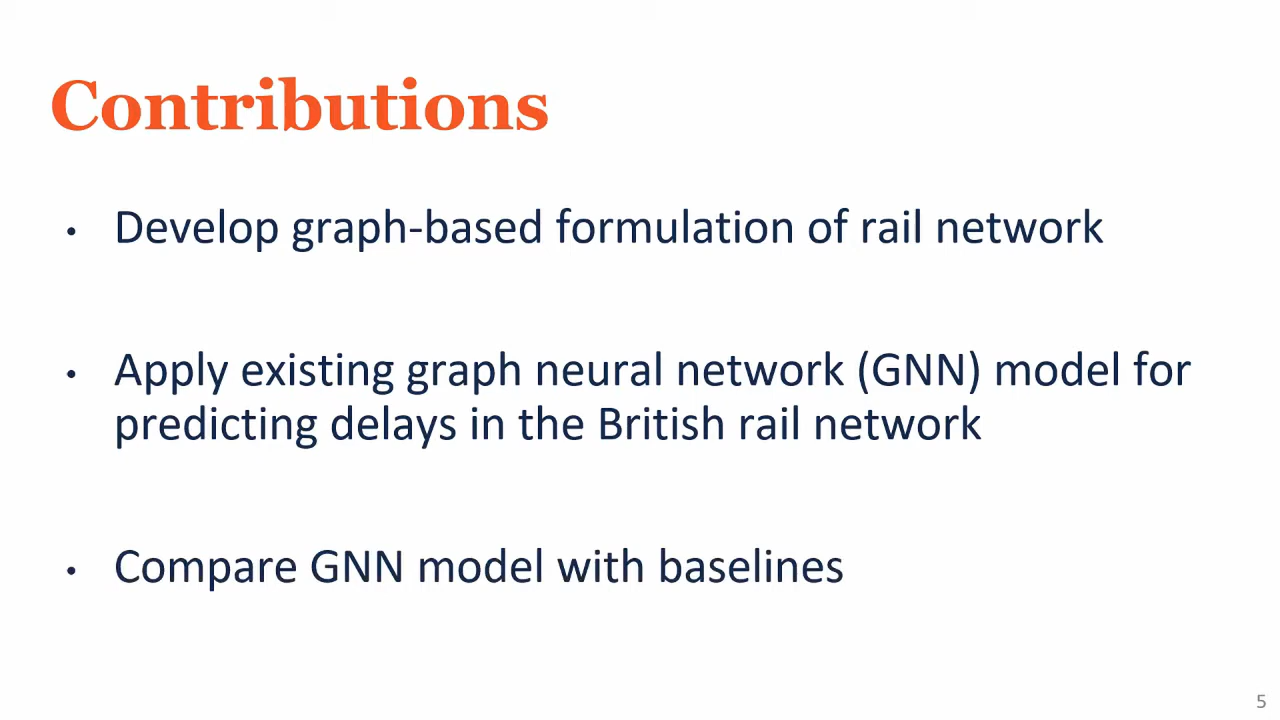 Contributions
• Develop graph-based formulation of rail network
• Apply existing graph neural network (GNN) model for
predicting delays in the British rail network
• Compare GNN model with baselines
5